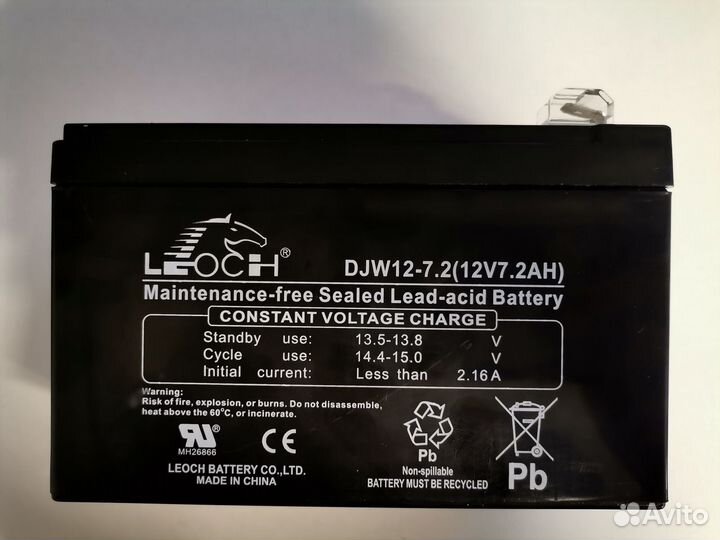 LEOCH®
DJW12-7.2(12V7.2AH)
Maintenance-free Sealed Lead-acid Battery
CONSTANT VOLTAGE CHARGE
Standby use: 13.5-13.8 V
Cycle use: 14.4-15.0 V
Initial current: Less than 2.16A
Warning:
Risk of fire, explosion, or burns. Do not disassemble,
heat above the 60°C, or incinerate.
RU®
MH26866
CE
LEOCH BATTERY CO.,LTD.
MADE IN CHINA
Pb
Non-spillable
BATTERY MUST BE RECYCLED
Pb
Avito